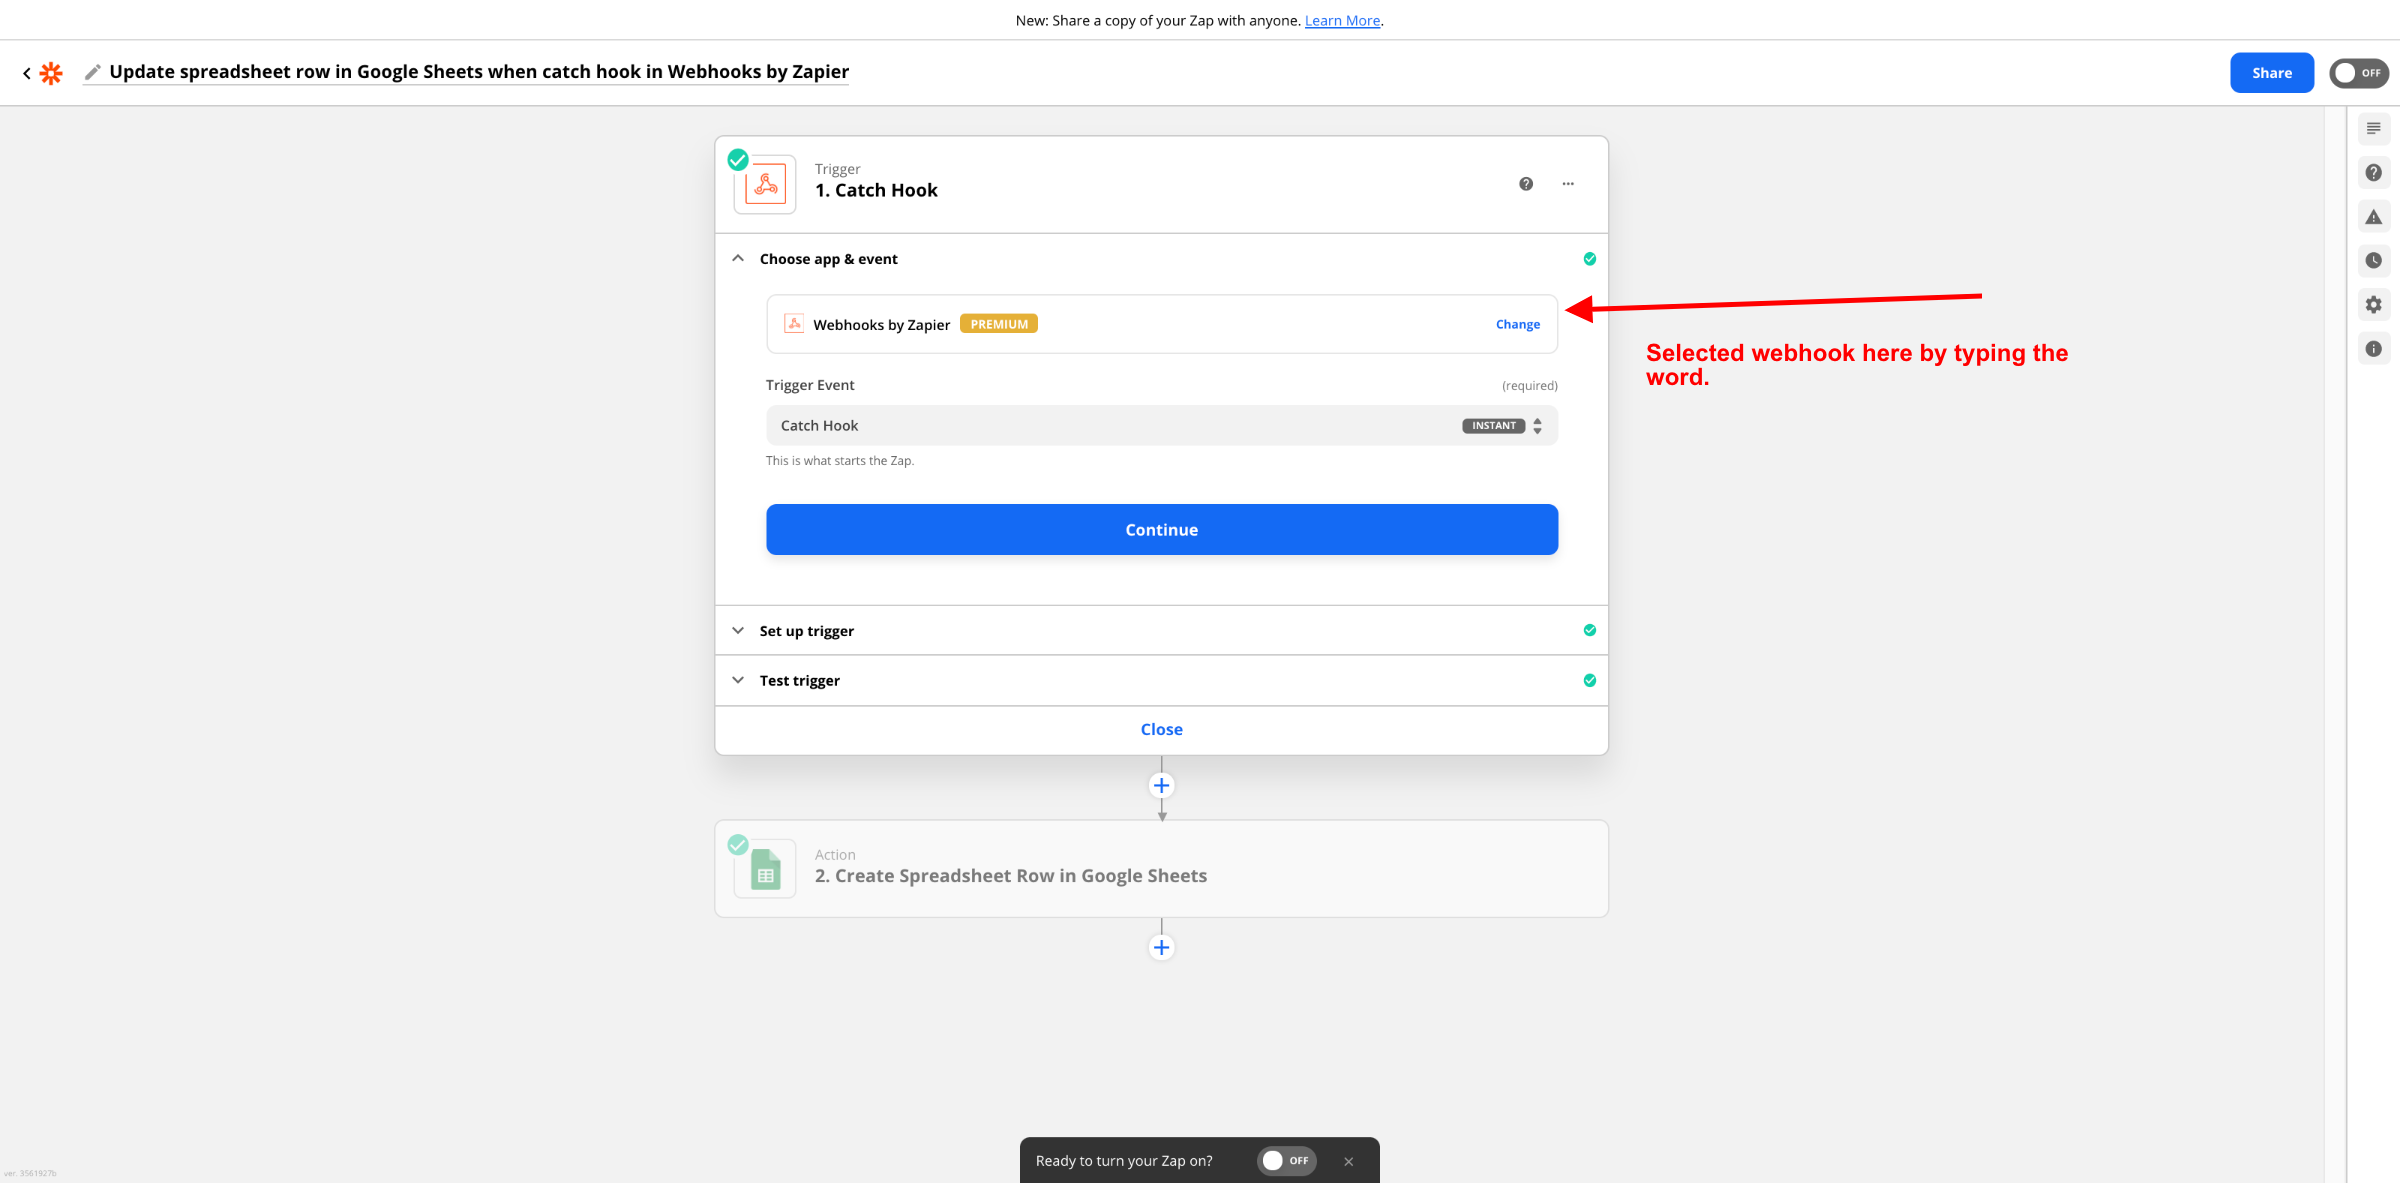 New: Share a copy of your Zap with anyone. Learn More.
Update spreadsheet row in Google Sheets when catch hook in Webhooks by Zapier
Share
OFF
Trigger
1. Catch Hook
Choose app & event
Webhooks by Zapier PREMIUM Change
Selected webhook here by typing the
word.
Trigger Event (required)
Catch Hook INSTANT
This is what starts the Zap.
Continue
Set up trigger
Test trigger
Close
Action
2. Create Spreadsheet Row in Google Sheets
Ready to turn your Zap on? OFF
ver. 3561927b